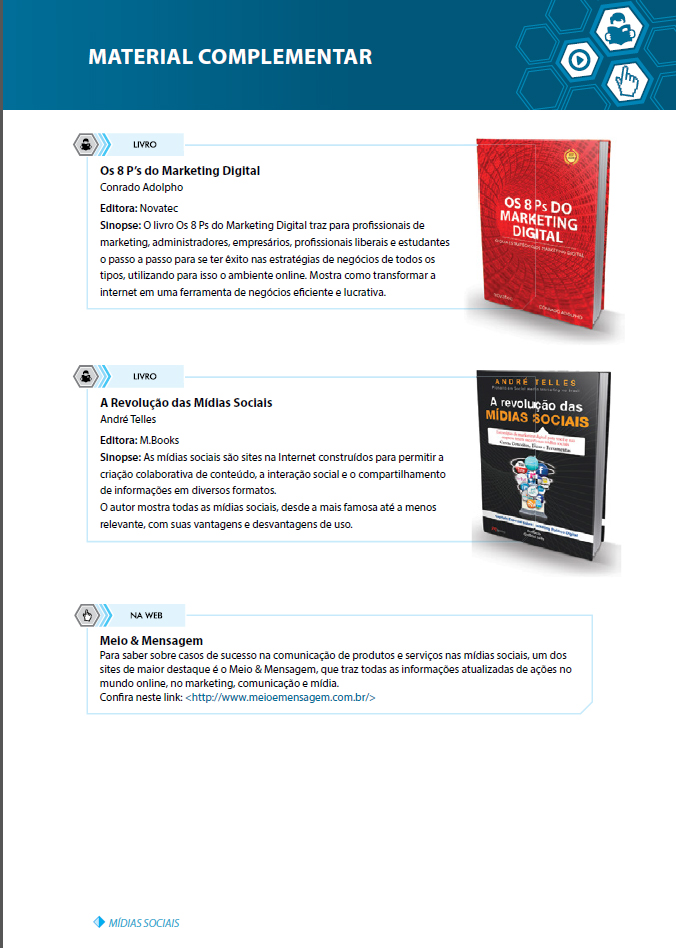 MATERIAL COMPLEMENTAR
LIVRO
Os 8 P's do Marketing Digital
Conrado Adolpho
Editora: Novatec
Sinopse: O livro Os 8 Ps do Marketing Digital traz para profissionais de
marketing, administradores, empresários, profissionais liberais e estudantes
o passo a passo para se ter êxito nas estratégias de negócios de todos os
tipos, utilizando para isso o ambiente online. Mostra como transformar a
internet em uma ferramenta de negócios eficiente e lucrativa.
OS 8 Ps DO
MARKETING
DIGITAL
CONRADO ADOLPHO
LIVRO
A Revolução das Mídias Sociais
André Telles
Editora: M.Books
Sinopse: As mídias sociais são sites na Internet construídos para permitir a
criação colaborativa de conteúdo, a interação social e o compartilhamento
de informações em diversos formatos.
O autor mostra todas as mídias sociais, desde a mais famosa até a menos
relevante, com suas vantagens e desvantagens de uso.
ANDRÉ TELLES
A revolução das
MÍDIAS SOCIAIS
NA WEB
Meio & Mensagem
Para saber sobre casos de sucesso na comunicação de produtos e serviços nas mídias sociais, um dos
sites de maior destaque é o Meio & Mensagem, que traz todas as informações atualizadas de ações no
mundo online, no marketing, comunicação e mídia.
Confira neste link: <http://www.meioemensagem.com.br/>
MÍDIAS SOCIAIS